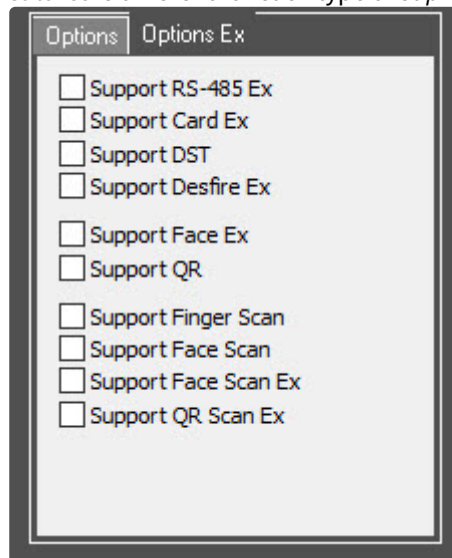 Options Options Ex
Support RS-485 Ex
Support Card Ex
Support DST
Support Desfire Ex
Support Face Ex
Support QR
Support Finger Scan
Support Face Scan
Support Face Scan Ex
Support QR Scan Ex